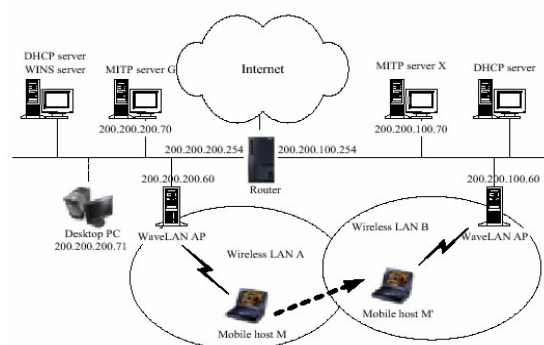 DHCP server
WINS server
MITP server G
Internet
MITP server X
DHCP server
200.200.200.70
200.200.100.70
200.200.200.254
200.200.100.254
Router
200.200.200.60
200.200.100.60
Desktop PC
200.200.200.71
WaveLAN AP
Wireless LAN A
Wireless LAN B
WaveLAN AP
Mobile host M
Mobile host M'